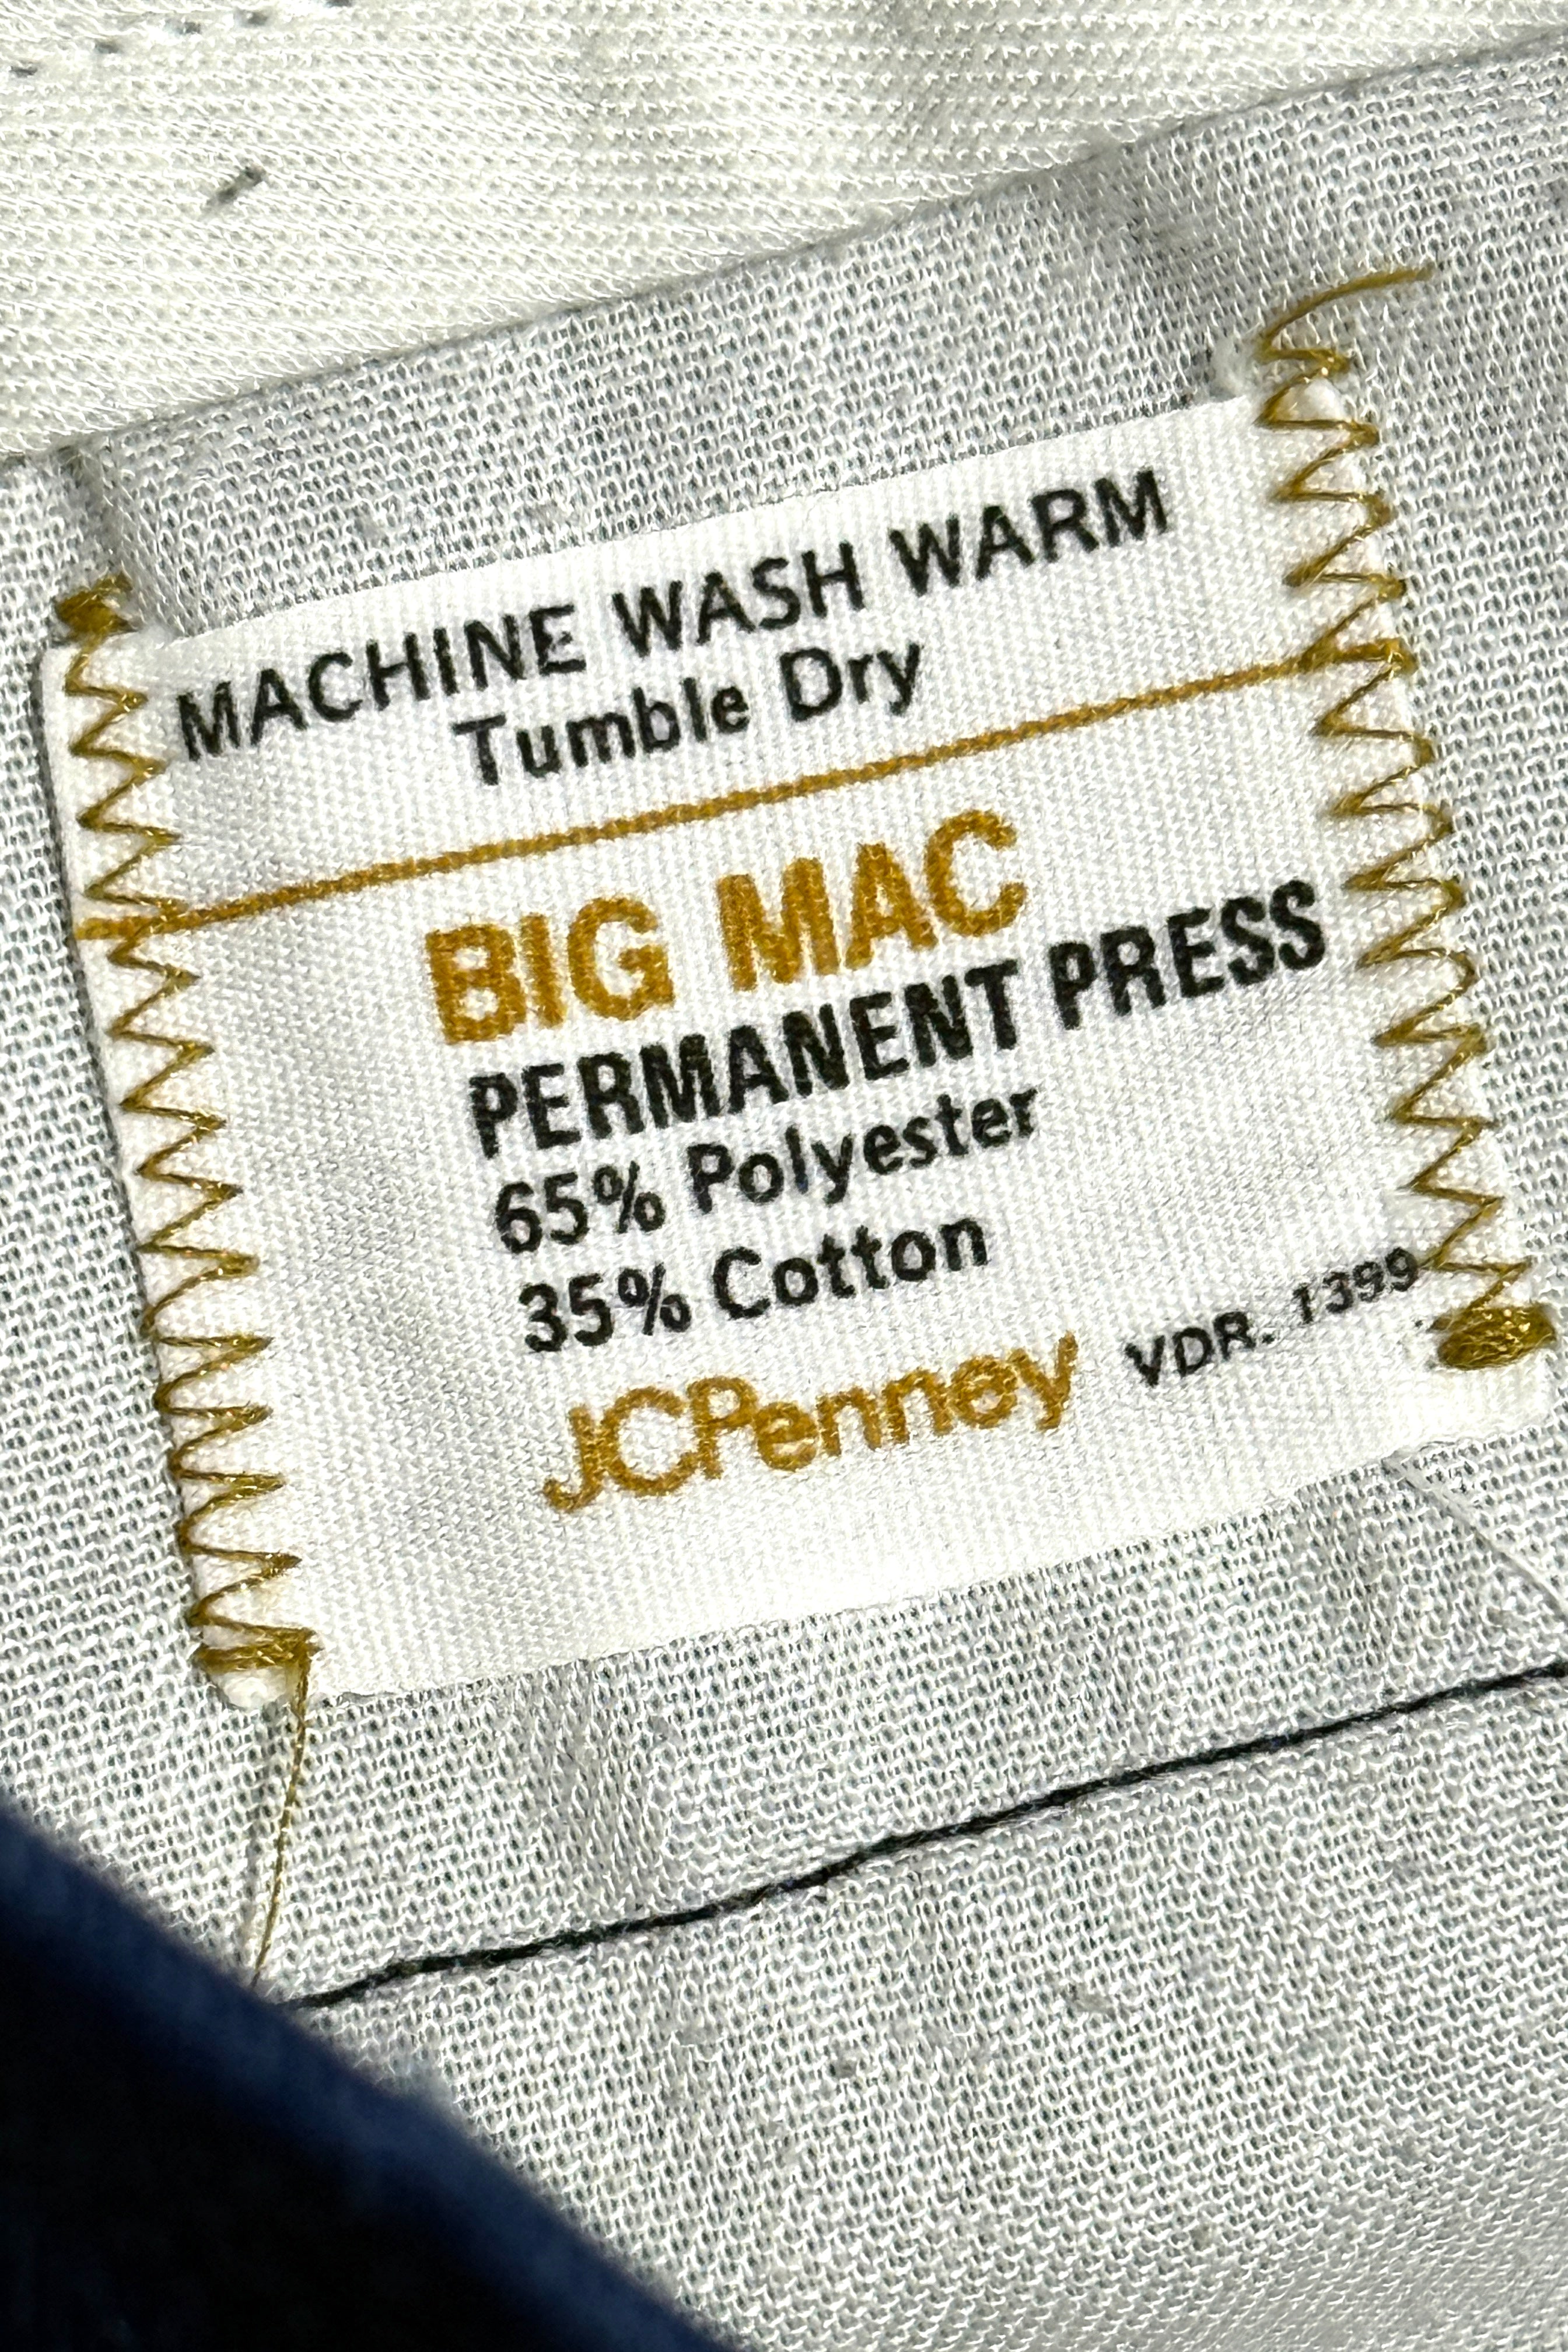 MACHINE WASH WARM
Tumble Dry
BIG MAC
PERMANENT PRESS
65% Polyester
35% Cotton
JCPenney VDR. 1399